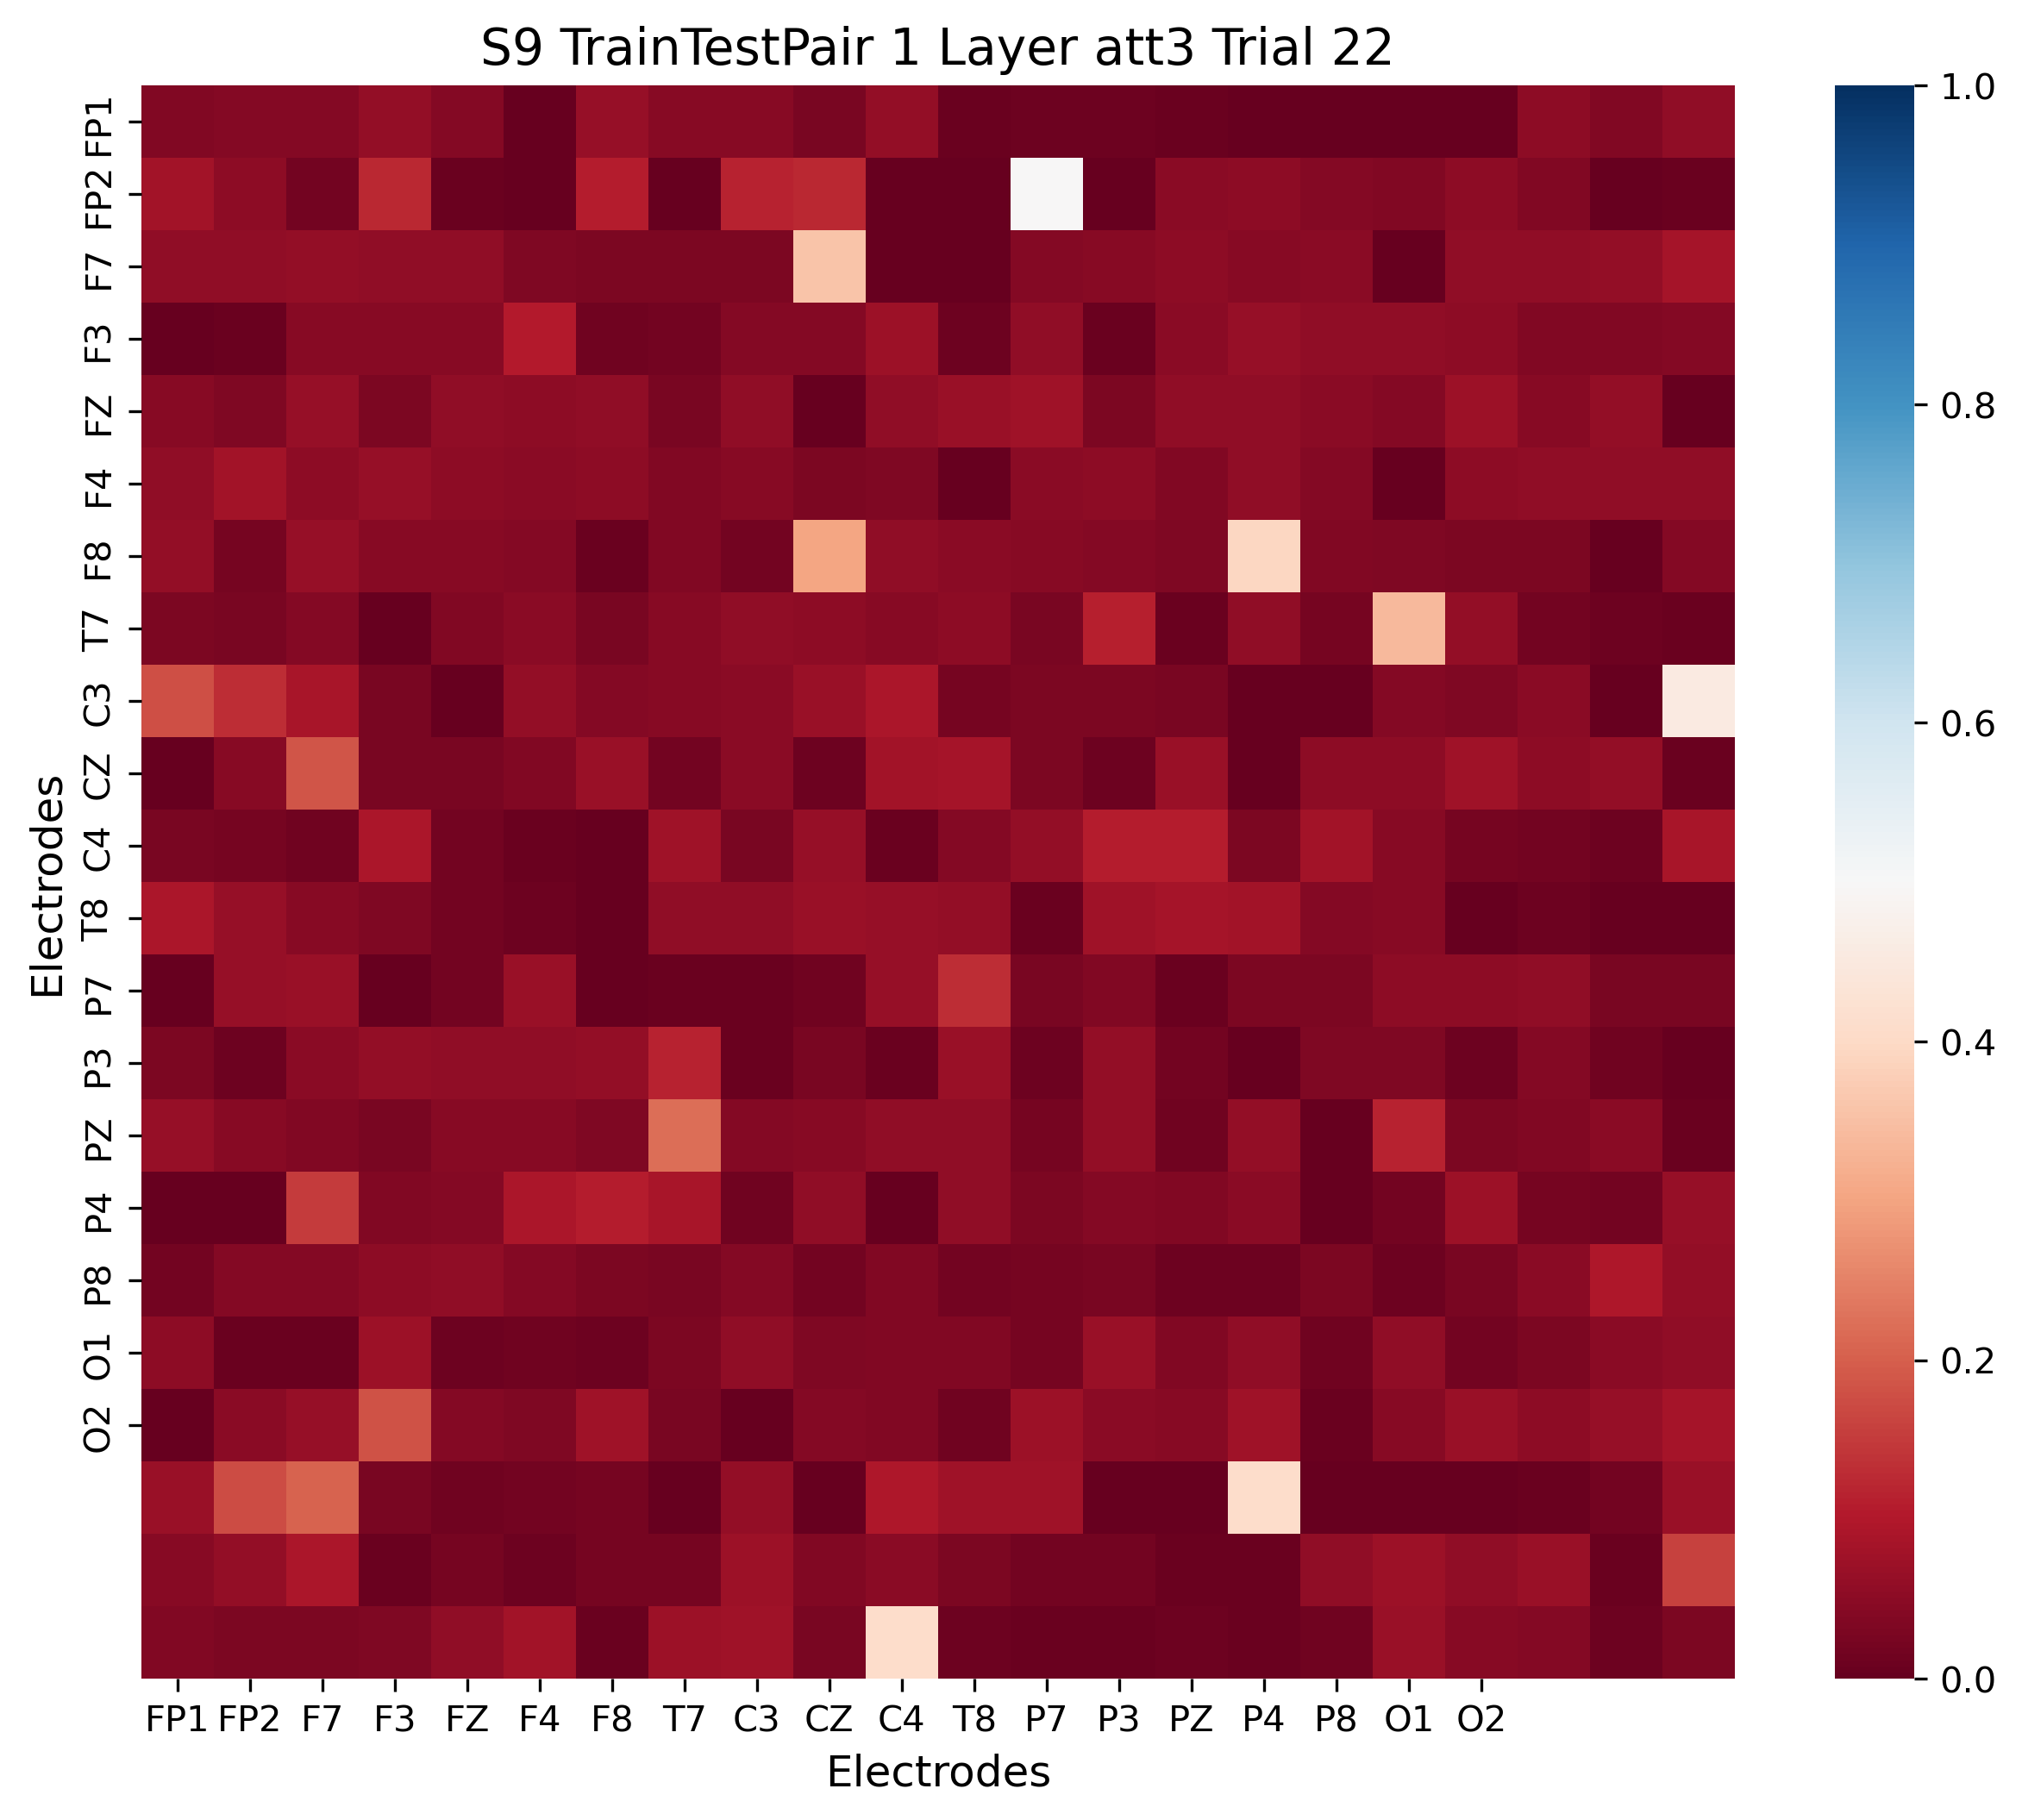 S9 TrainTestPair 1 Layer att3 Trial 22
Electrodes
FP1
FP2
F7
F3
FZ
F4
F8
T7
C3
CZ
C4
T8
P7
P3
PZ
P4
P8
O1
O2
FP1 FP2 F7 F3 FZ F4 F8 T7 C3 CZ C4 T8 P7 P3 PZ P4 P8 O1 O2
Electrodes
1.0
0.8
0.6
0.4
0.2
0.0